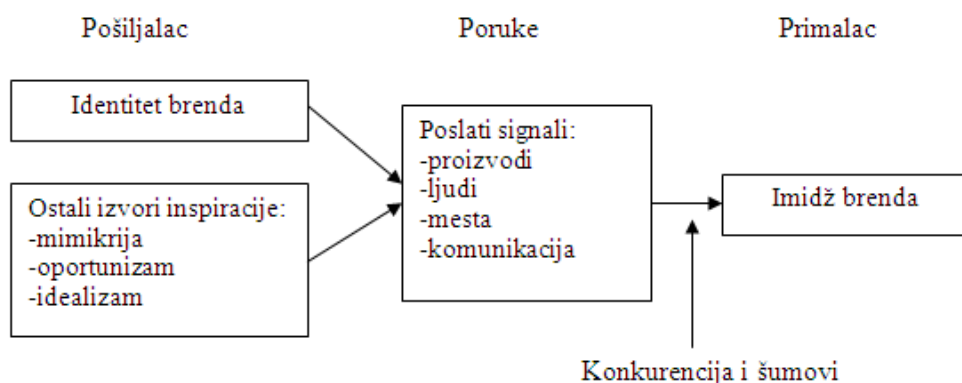 Pošiljalac
Poruke
Primalac
Identitet brenda
Ostali izvori inspiracije:
-mimikrija
-oportunizam
-idealizam
Poslati signali:
-proizvodi
-ljudi
-mesta
-komunikacija
Imidž brenda
Konkurencija i šumovi